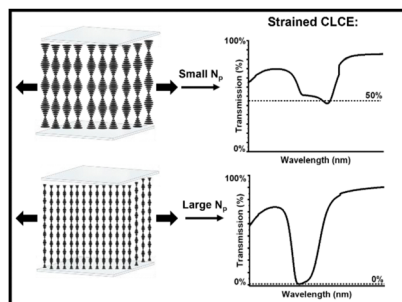 Strained CLCE:
Small Np
100%
Transmission (%)
50%
0%
Wavelength (nm)
Large Np
100%
Transmission (%)
0%
0%
Wavelength (nm)